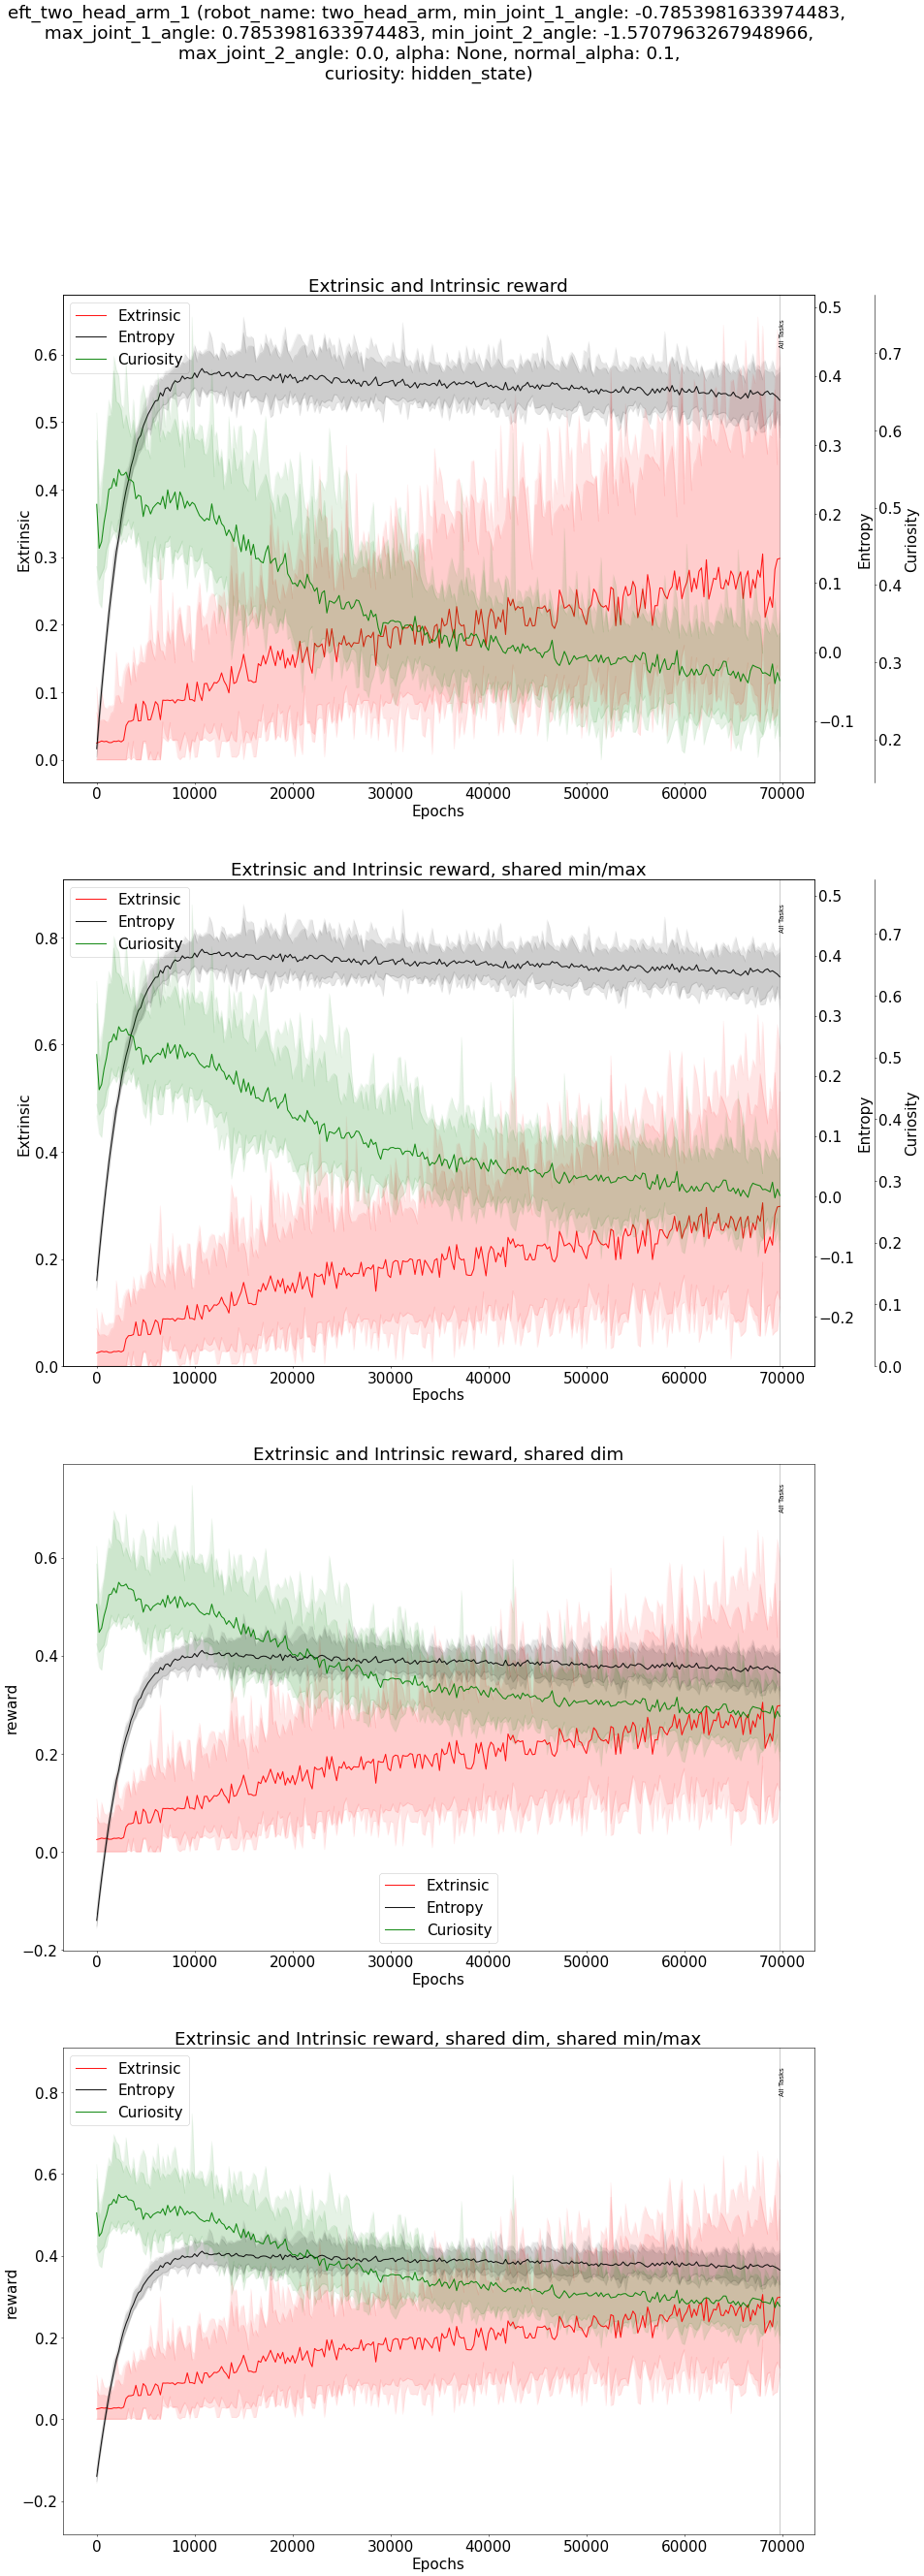 eft_two_head_arm_1 (robot_name: two_head_arm, min_joint_1_angle: -0.7853981633974483,
max_joint_1_angle: 0.7853981633974483, min_joint_2_angle: -1.5707963267948966,
max_joint_2_angle: 0.0, alpha: None, normal_alpha: 0.1,
curiosity: hidden_state)
Extrinsic and Intrinsic reward
Extrinsic
Entropy
Curiosity
All Tasks
0.6
0.5
0.4
0.3
0.2
0.1
0.0
Extrinsic
0.5
0.4
0.3
0.2
0.1
0.0
−0.1
Entropy
0.7
0.6
0.5
0.4
0.3
0.2
Curiosity
0 10000 20000 30000 40000 50000 60000 70000
Epochs
Extrinsic and Intrinsic reward, shared min/max
Extrinsic
Entropy
Curiosity
All Tasks
0.8
0.6
0.4
0.2
0.0
Extrinsic
0.5
0.4
0.3
0.2
0.1
0.0
−0.1
−0.2
Entropy
0.7
0.6
0.5
0.4
0.3
0.2
0.1
0.0
Curiosity
0 10000 20000 30000 40000 50000 60000 70000
Epochs
Extrinsic and Intrinsic reward, shared dim
All Tasks
0.6
0.4
0.2
0.0
−0.2
reward
Extrinsic
Entropy
Curiosity
0 10000 20000 30000 40000 50000 60000 70000
Epochs
Extrinsic and Intrinsic reward, shared dim, shared min/max
Extrinsic
Entropy
Curiosity
All Tasks
0.8
0.6
0.4
0.2
0.0
−0.2
reward
0 10000 20000 30000 40000 50000 60000 70000
Epochs